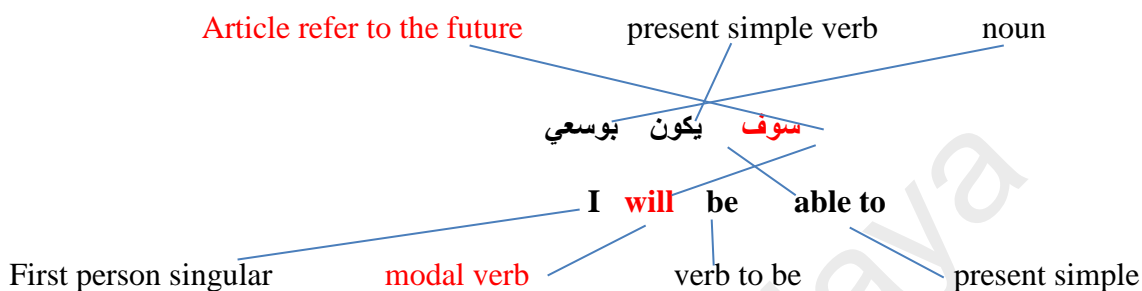 Article refer to the future present simple verb noun
سوف يكون بوسعي
I will be able to
First person singular modal verb verb to be present simple